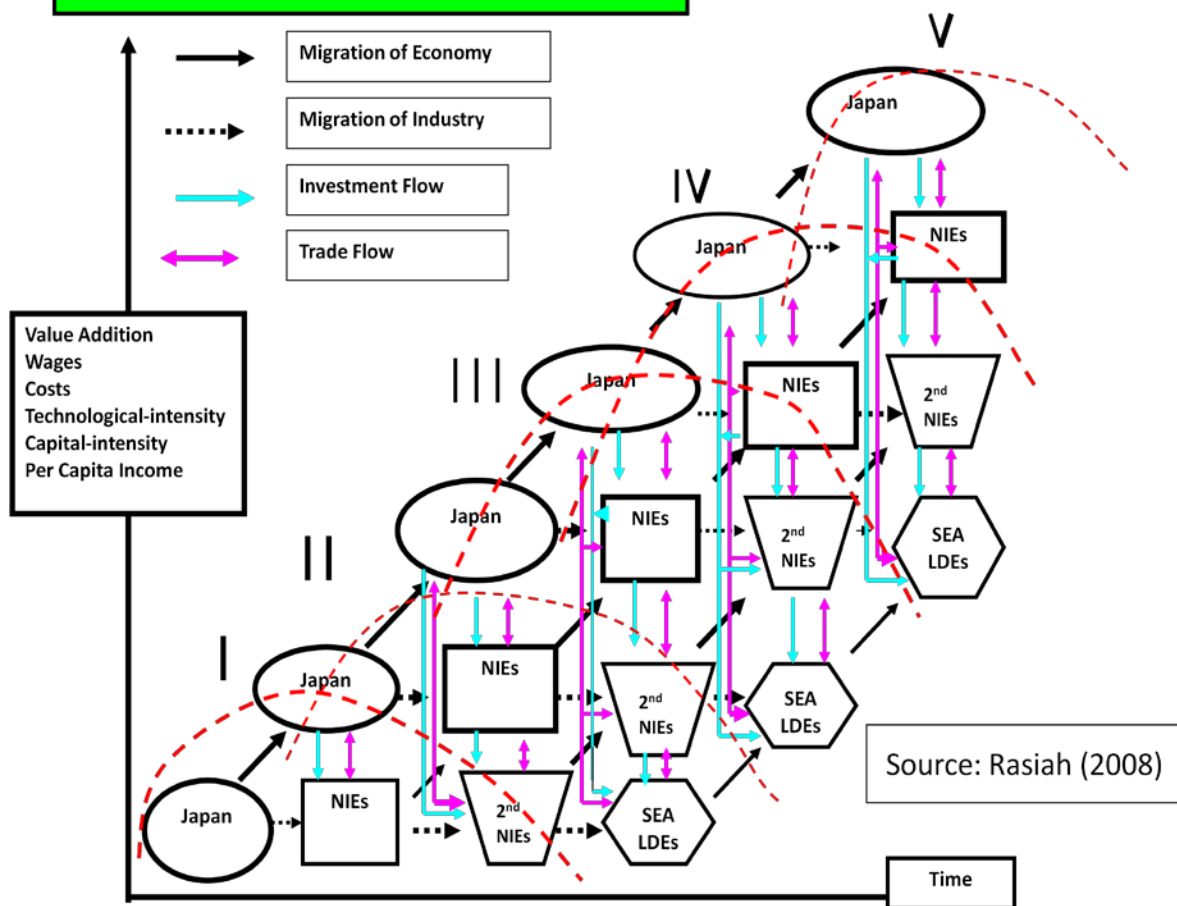 Migration of Economy
Migration of Industry
Investment Flow
Trade Flow
Value Addition
Wages
Costs
Technological-intensity
Capital-intensity
Per Capita Income
V
Japan
IV
Japan
NIEs
III
Japan
NIEs
2nd
NIEs
Japan
NIEs
2nd
NIEs
SEA
LDEs
II
I
Japan
NIEs
2nd
NIEs
SEA
LDEs
Japan
NIEs
2nd
NIEs
SEA
LDEs
Source: Rasiah (2008)
Time